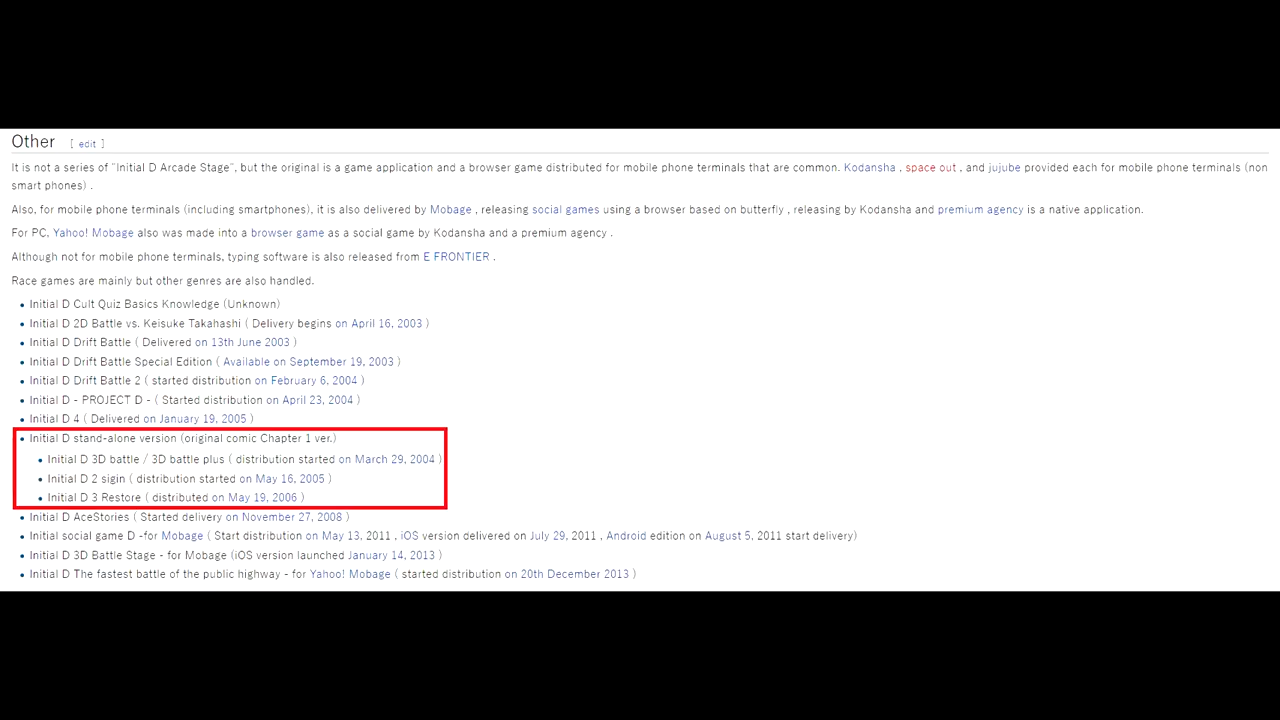 Other [ edit ]
It is not a series of "Initial D Arcade Stage", but the original is a game application and a browser game distributed for mobile phone terminals that are common. Kodansha , space out , and jujube provided each for mobile phone terminals (non
smart phones) .
Also, for mobile phone terminals (including smartphones), it is also delivered by Mobage , releasing social games using a browser based on butterfly , releasing by Kodansha and premium agency is a native application.
For PC, Yahoo! Mobage also was made into a browser game as a social game by Kodansha and a premium agency .
Although not for mobile phone terminals, typing software is also released from E FRONTIER .
Race games are mainly but other genres are also handled.
Initial D Cult Quiz Basics Knowledge (Unknown)
Initial D 2D Battle vs. Keisuke Takahashi ( Delivery begins on April 16, 2003 )
Initial D Drift Battle ( Delivered on 13th June 2003 )
Initial D Drift Battle Special Edition ( Available on September 19, 2003 )
Initial D Drift Battle 2 ( started distribution on February 6, 2004 )
Initial D - PROJECT D - ( Started distribution on April 23, 2004 )
Initial D 4 ( Delivered on January 19, 2005 )
Initial D stand-alone version (original comic Chapter 1 ver.)
Initial D 3D battle / 3D battle plus ( distribution started on March 29, 2004 )
Initial D 2 sigin ( distribution started on May 16, 2005 )
Initial D 3 Restore ( distributed on May 19, 2006 )
Initial D AceStories ( Started delivery on November 27, 2008 )
Initial social game D -for Mobage ( Start distribution on May 13, 2011 , iOS version delivered on July 29, 2011 , Android edition on August 5, 2011 start delivery)
Initial D 3D Battle Stage - for Mobage (iOS version launched January 14, 2013 )
Initial D The fastest battle of the public highway - for Yahoo! Mobage ( started distribution on 20th December 2013 )